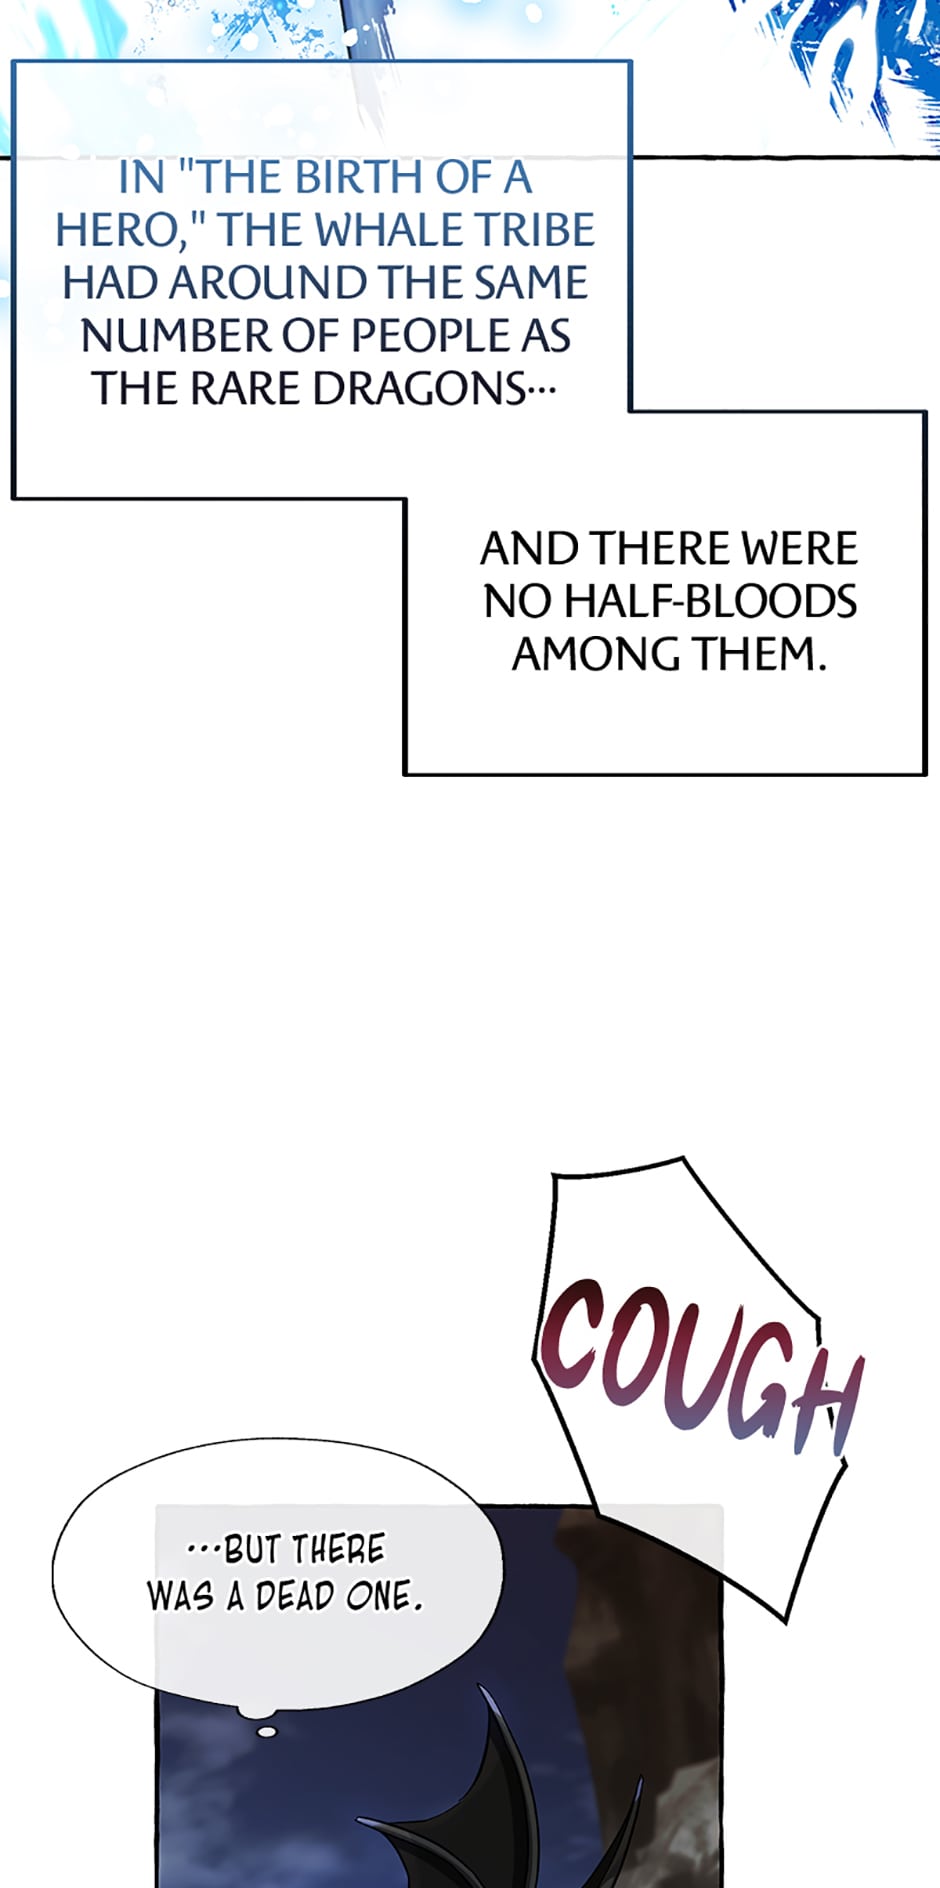 IN "THE BIRTH OF A
HERO," THE WHALE TRIBE
HAD AROUND THE SAME
NUMBER OF PEOPLE AS
THE RARE DRAGONS...
AND THERE WERE
NO HALF-BLOODS
AMONG THEM.
COUGH
...BUT THERE
WAS A DEAD ONE.